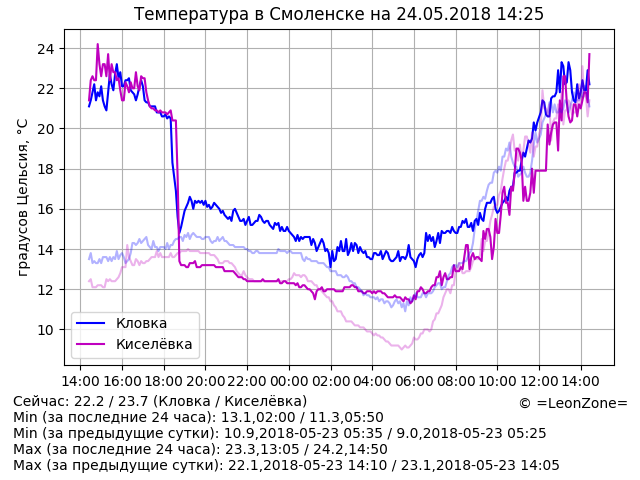 Температура в Смоленске на 24.05.2018 14:25
градусов Цельсия, °C
24
22
20
18
16
14
12
10
Кловка
Киселёвка
14:00 16:00 18:00 20:00 22:00 00:00 02:00 04:00 06:00 08:00 10:00 12:00 14:00
Сейчас: 22.2 / 23.7 (Кловка / Киселёвка)
© =LeonZone=
Min (за последние 24 часа): 13.1,02:00 / 11.3,05:50
Min (за предыдущие сутки): 10.9,2018-05-23 05:35 / 9.0,2018-05-23 05:25
Max (за последние 24 часа): 23.3,13:05 / 24.2,14:50
Max (за предыдущие сутки): 22.1,2018-05-23 14:10 / 23.1,2018-05-23 14:05